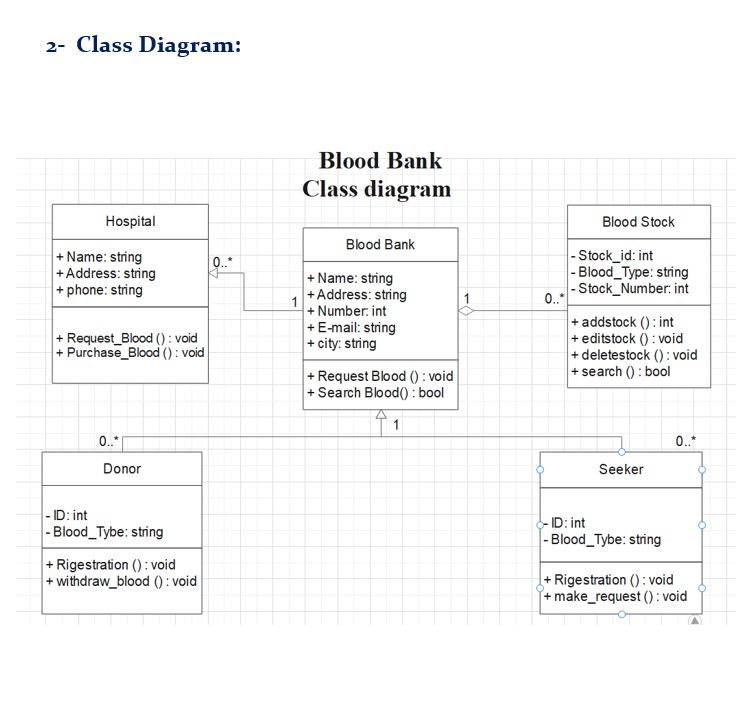 2- Class Diagram:
Blood Bank
Class diagram
Hospital
+ Name: string
+ Address: string
+ phone: string
+ Request_Blood () : void
+ Purchase_Blood () : void
0..*
1
Blood Bank
+ Name: string
+ Address: string
+ Number: int
+ E-mail: string
+ city: string
+ Request Blood () : void
+ Search Blood() : bool
1
0..*
Blood Stock
- Stock_id: int
- Blood_Type: string
- Stock_Number: int
+ addstock () : int
+ editstock () : void
+ deletestock () : void
+ search () : bool
1
0..*
Donor
- ID: int
- Blood_Tybe: string
+ Rigestration () : void
+ withdraw_blood () : void
0..*
Seeker
- ID: int
- Blood_Tybe: string
+ Rigestration () : void
+ make_request () : void